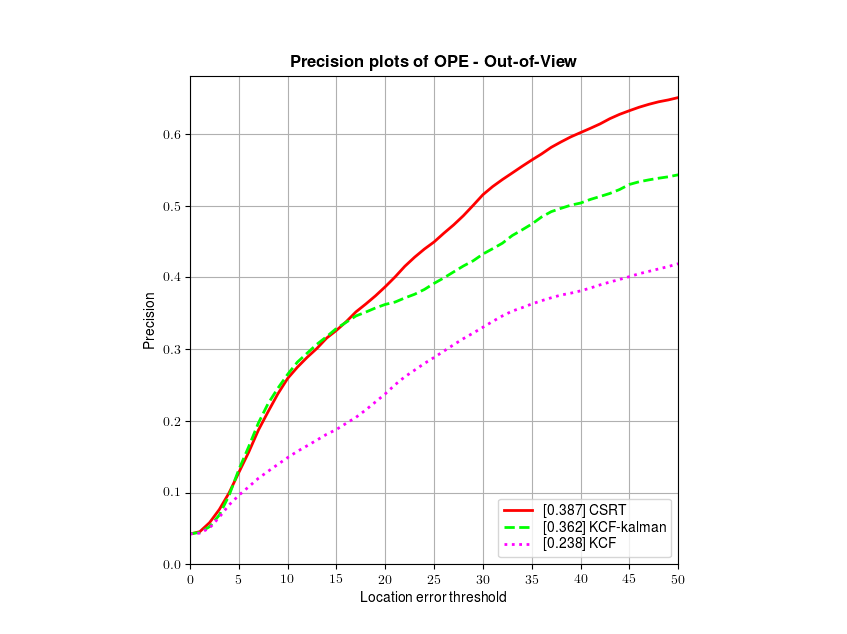 Precision plots of OPE - Out-of-View
Precision
0.6
0.5
0.4
0.3
0.2
0.1
0.0
0 5 10 15 20 25 30 35 40 45 50
Location error threshold
[0.387] CSRT
[0.362] KCF-kalman
[0.238] KCF